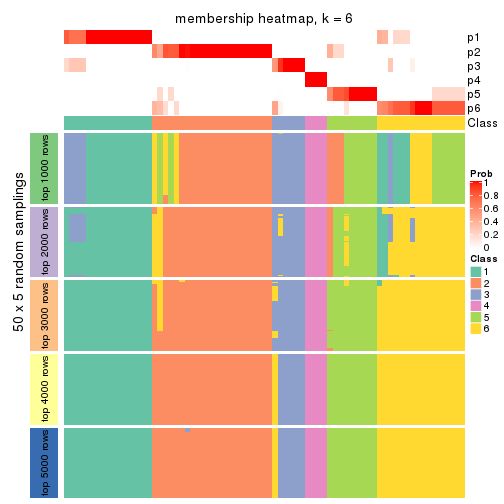 membership heatmap, k = 6
p1
p2
p3
p4
p5
p6
Class
50 x 5 random samplings
top 1000 rows
top 2000 rows
top 3000 rows
top 4000 rows
top 5000 rows
Prob
1
0.8
0.6
0.4
0.2
0
Class
1
2
3
4
5
6